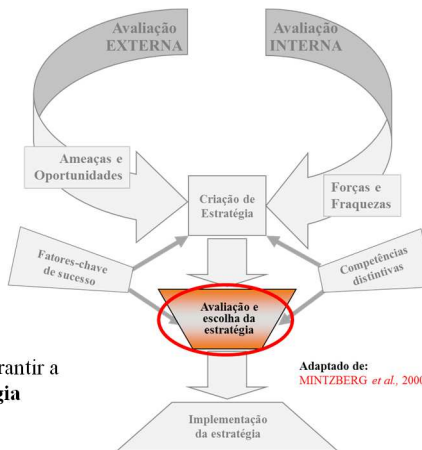 Avaliação
EXTERNA
Avaliação
INTERNA
Ameaças e
Oportunidades
Criação de
Estratégia
Forças e
Fraquezas
Fatores-chave
de sucesso
Competências
distintivas
Avaliação e
escolha da
estratégia
rantir a
gia
Adaptado de:
MINTZBERG et al., 2000
Implementação
da estratégia